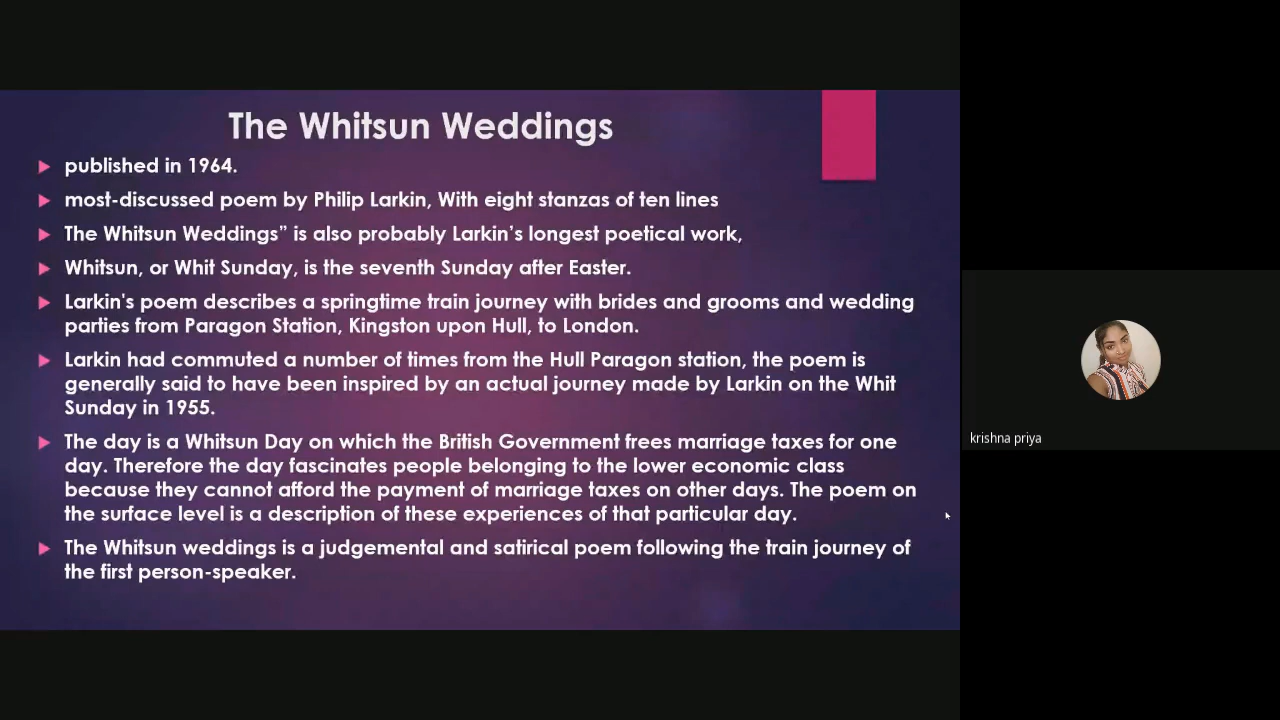 The Whitsun Weddings
published in 1964.
most-discussed poem by Philip Larkin, With eight stanzas of ten lines
The Whitsun Weddings” is also probably Larkin’s longest poetical work,
Whitsun, or Whit Sunday, is the seventh Sunday after Easter.
Larkin's poem describes a springtime train journey with brides and grooms and wedding
parties from Paragon Station, Kingston upon Hull, to London.
Larkin had commuted a number of times from the Hull Paragon station, the poem is
generally said to have been inspired by an actual journey made by Larkin on the Whit
Sunday in 1955.
The day is a Whitsun Day on which the British Government frees marriage taxes for one
day. Therefore the day fascinates people belonging to the lower economic class
because they cannot afford the payment of marriage taxes on other days. The poem on
the surface level is a description of these experiences of that particular day.
The Whitsun weddings is a judgemental and satirical poem following the train journey of
the first person-speaker.
krishna priya